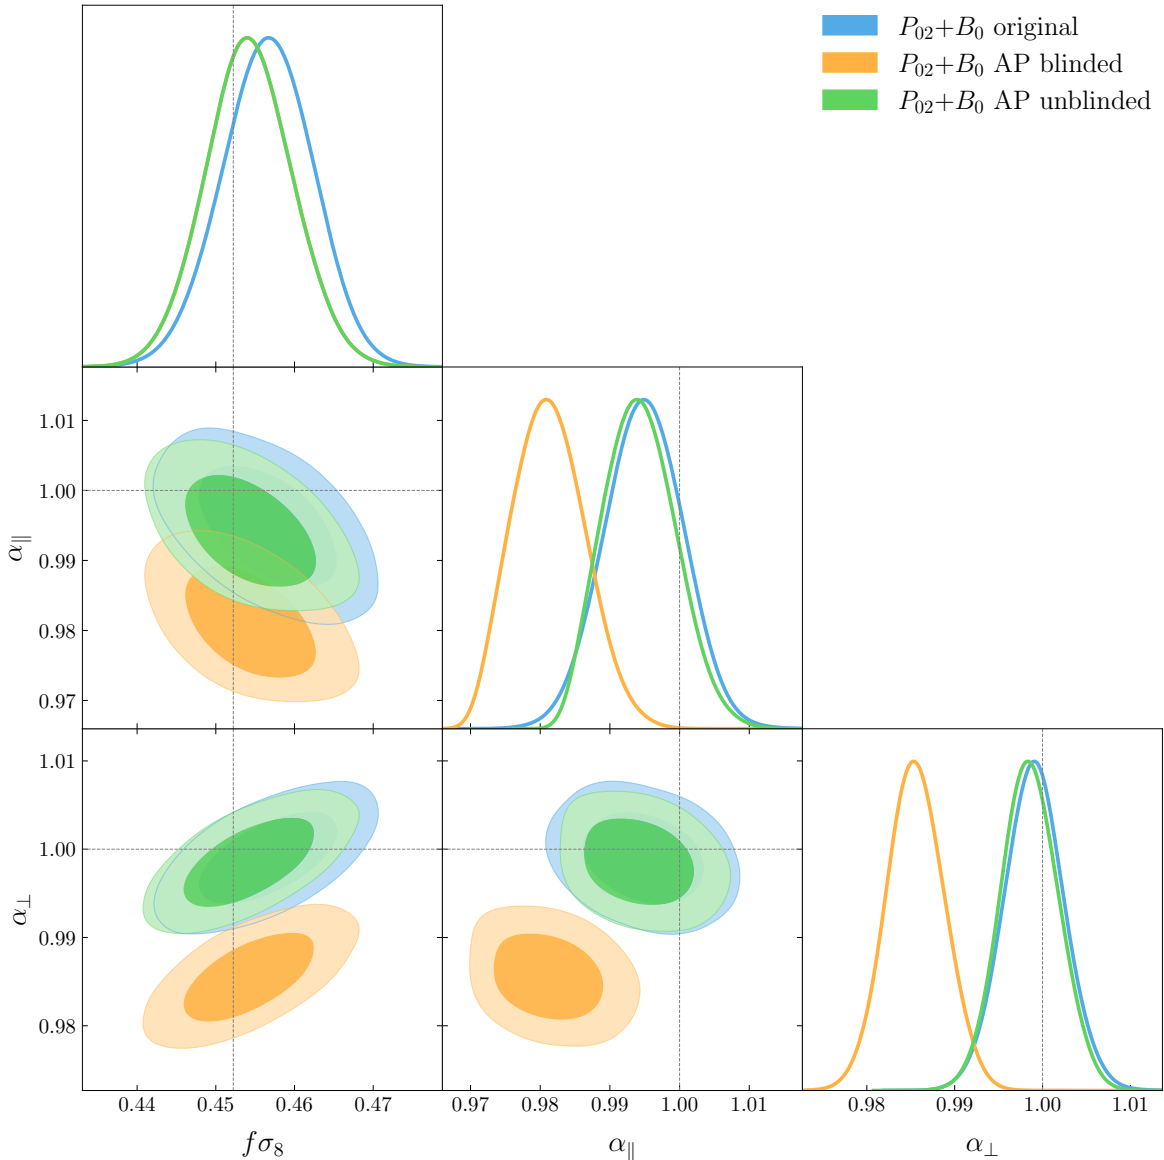 P₀₂+B₀ original
P₀₂+B₀ AP blinded
P₀₂+B₀ AP unblinded
α∥
1.01
1.00
0.99
0.98
0.97
α⊥
1.01
1.00
0.99
0.98
0.44 0.45 0.46 0.47
0.97 0.98 0.99 1.00 1.01
0.98 0.99 1.00 1.01
fσ₈
α∥
α⊥